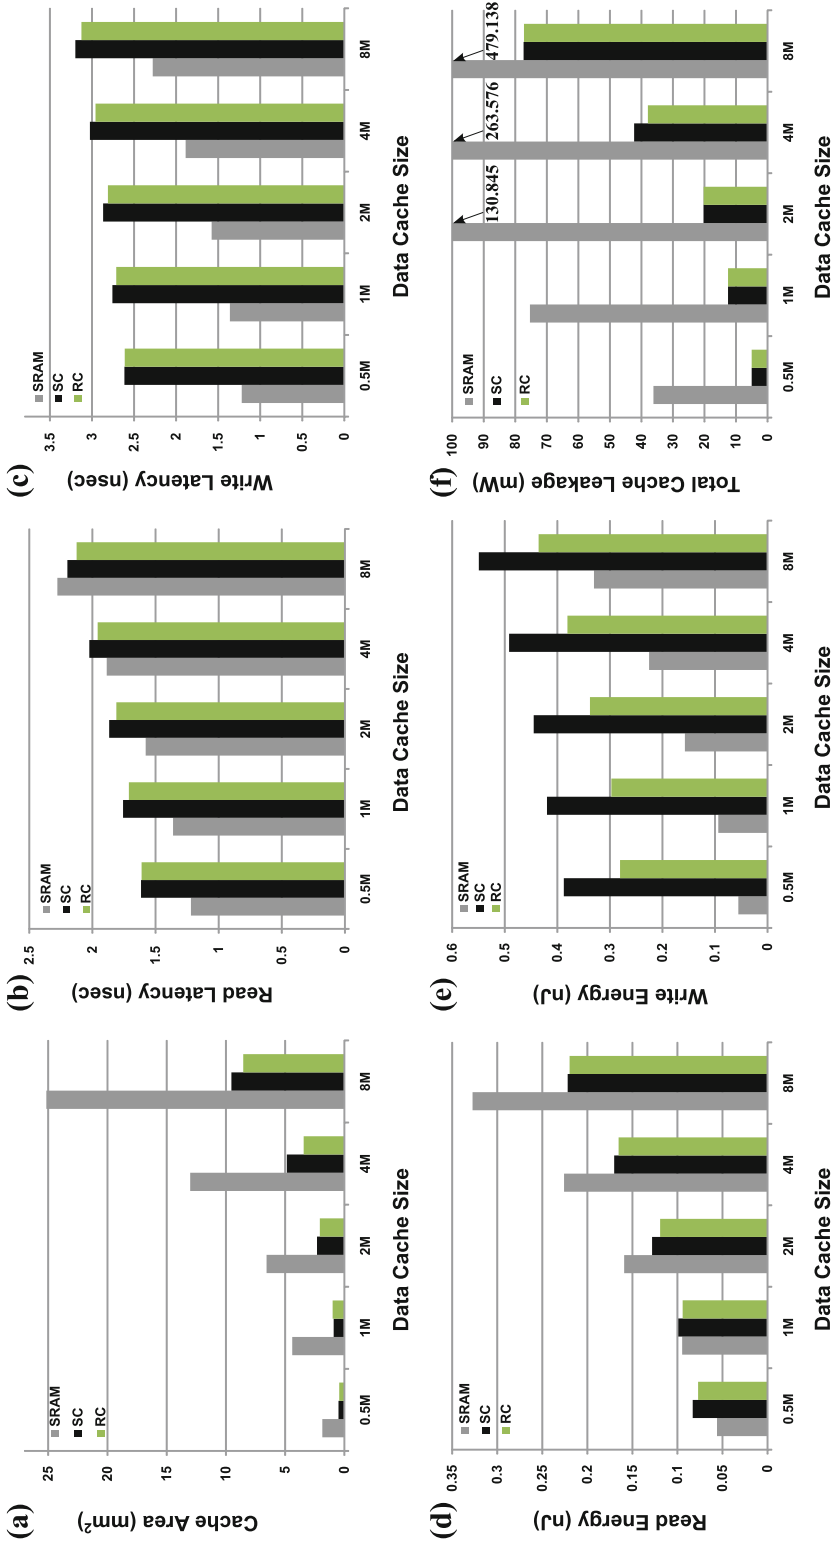 (a)
Cache Area (mm²)
25
20
15
10
5
0
SRAM
SC
RC
0.5M
1M
2M
4M
8M
Data Cache Size
(b)
Read Latency (nsec)
2.5
2
1.5
1
0.5
0
SRAM
SC
RC
0.5M
1M
2M
4M
8M
Data Cache Size
(c)
Write Latency (nsec)
3.5
3
2.5
2
1.5
1
0.5
0
SRAM
SC
RC
0.5M
1M
2M
4M
8M
Data Cache Size
(d)
Read Energy (nJ)
0.35
0.3
0.25
0.2
0.15
0.1
0.05
0
SRAM
SC
RC
0.5M
1M
2M
4M
8M
Data Cache Size
(e)
Write Energy (nJ)
0.6
0.5
0.4
0.3
0.2
0.1
0
SRAM
SC
RC
0.5M
1M
2M
4M
8M
Data Cache Size
(f)
Total Cache Leakage (mW)
100
90
80
70
60
50
40
30
20
10
0
SRAM
SC
RC
130.845
263.576
479.138
0.5M
1M
2M
4M
8M
Data Cache Size